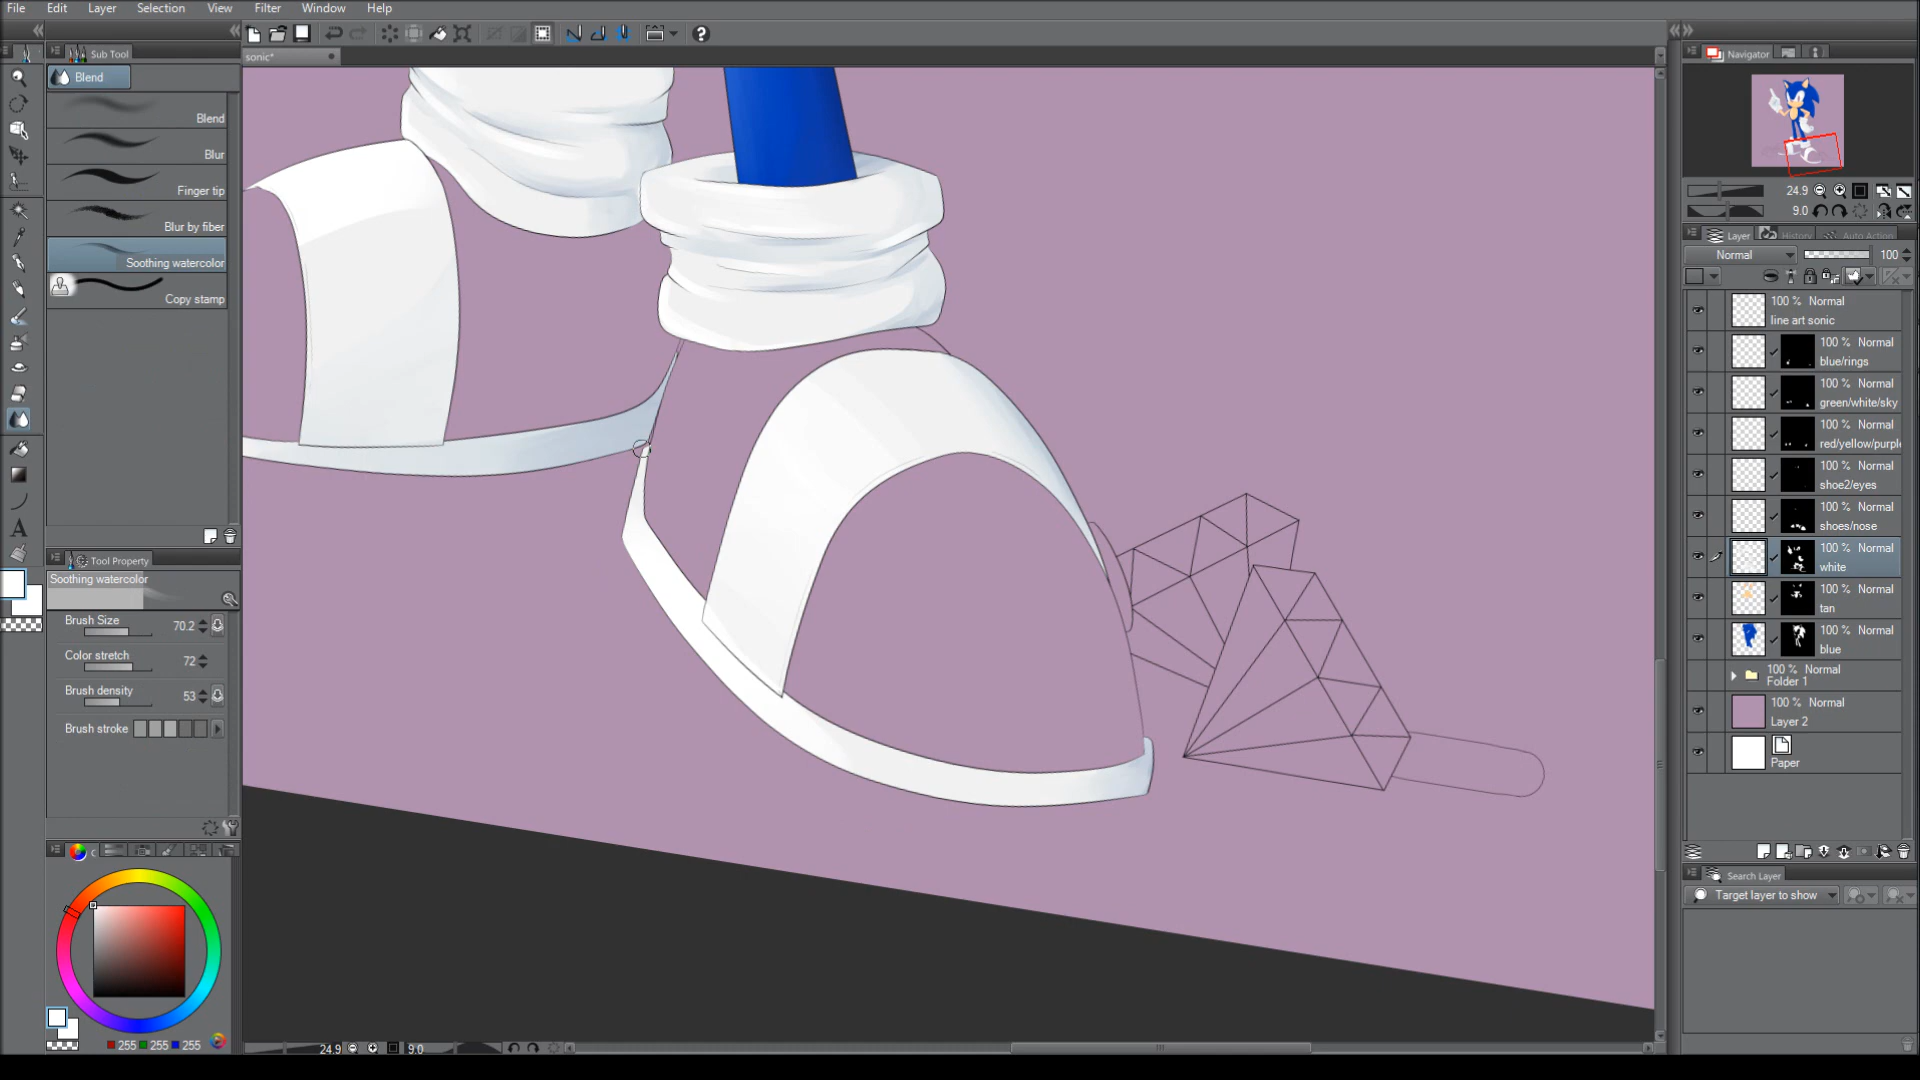 File Edit Layer Selection View Filter Window Help
sonic*
Sub Tool
Blend
Blend
Blur
Finger tip
Blur by fiber
Soothing watercolor
Copy stamp
Tool Property
Soothing watercolor
Brush Size 70.2
Color stretch 72
Brush density 53
Brush stroke
255 255 255
24.9 9.0
Navigator
24.9
9.0
Layer History Auto Action
Normal 100
100 % Normal
line art sonic
100 % Normal
blue/rings
100 % Normal
green/white/sky
100 % Normal
red/yellow/purple
100 % Normal
shoe2/eyes
100 % Normal
shoes/nose
100 % Normal
white
100 % Normal
tan
100 % Normal
blue
100 % Normal
Folder 1
100 % Normal
Layer 2
Paper
Search Layer
Target layer to show